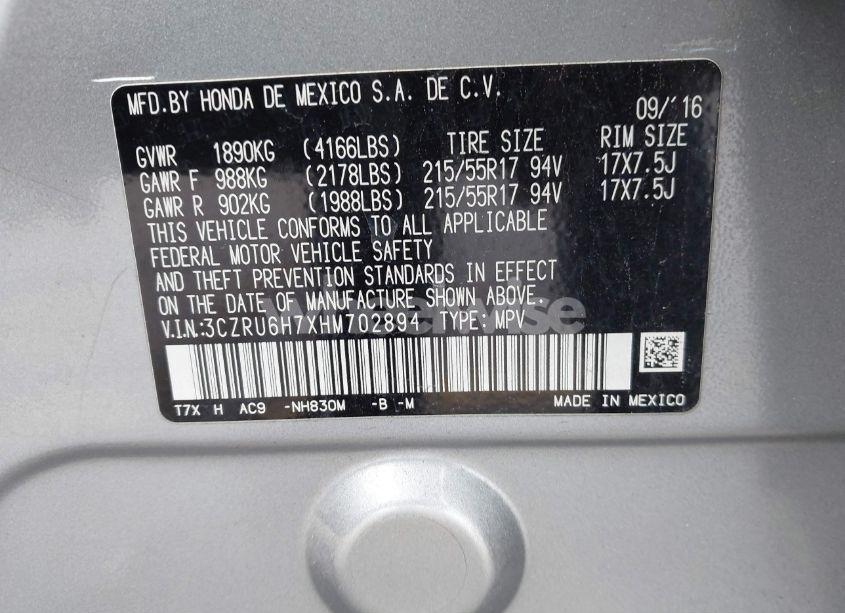 MFD.BY HONDA DE MEXICO S.A. DE C.V.
09/'16
GVWR 1890KG (4166LBS) TIRE SIZE RIM SIZE
GAWR F 988KG (2178LBS) 215/55R17 94V 17X7.5J
GAWR R 902KG (1988LBS) 215/55R17 94V 17X7.5J
THIS VEHICLE CONFORMS TO ALL APPLICABLE
FEDERAL MOTOR VEHICLE SAFETY
AND THEFT PREVENTION STANDARDS IN EFFECT
ON THE DATE OF MANUFACTURE SHOWN ABOVE.
V.I.N.:3CZRU6H7XHM702894 TYPE: MPV
T7X H AC9 -NH830M -B -M MADE IN MEXICO